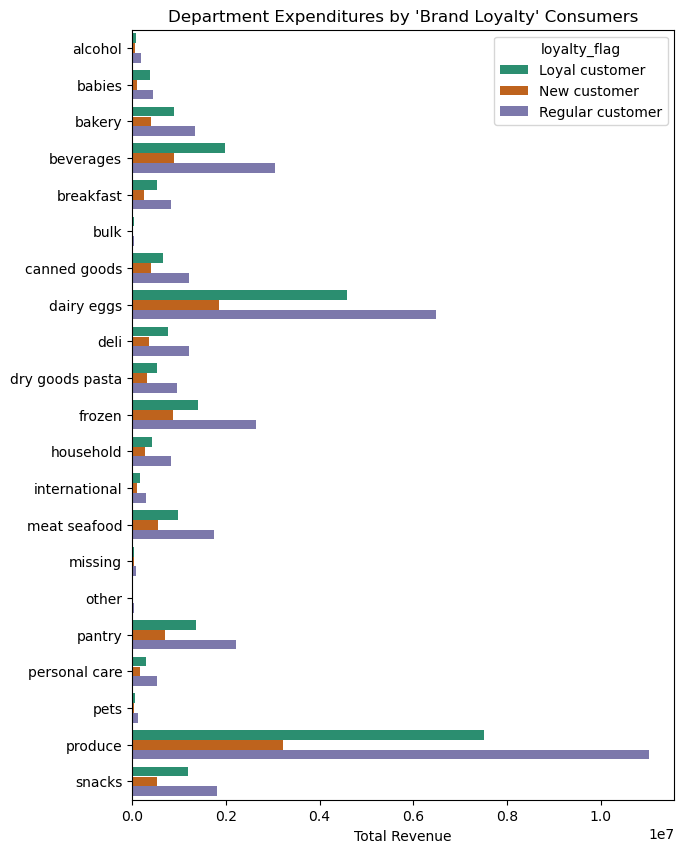 Department Expenditures by 'Brand Loyalty' Consumers
loyalty_flag
Loyal customer
New customer
Regular customer
alcohol
babies
bakery
beverages
breakfast
bulk
canned goods
dairy eggs
deli
dry goods pasta
frozen
household
international
meat seafood
missing
other
pantry
personal care
pets
produce
snacks
0.0 0.2 0.4 0.6 0.8 1.0
1e7
Total Revenue